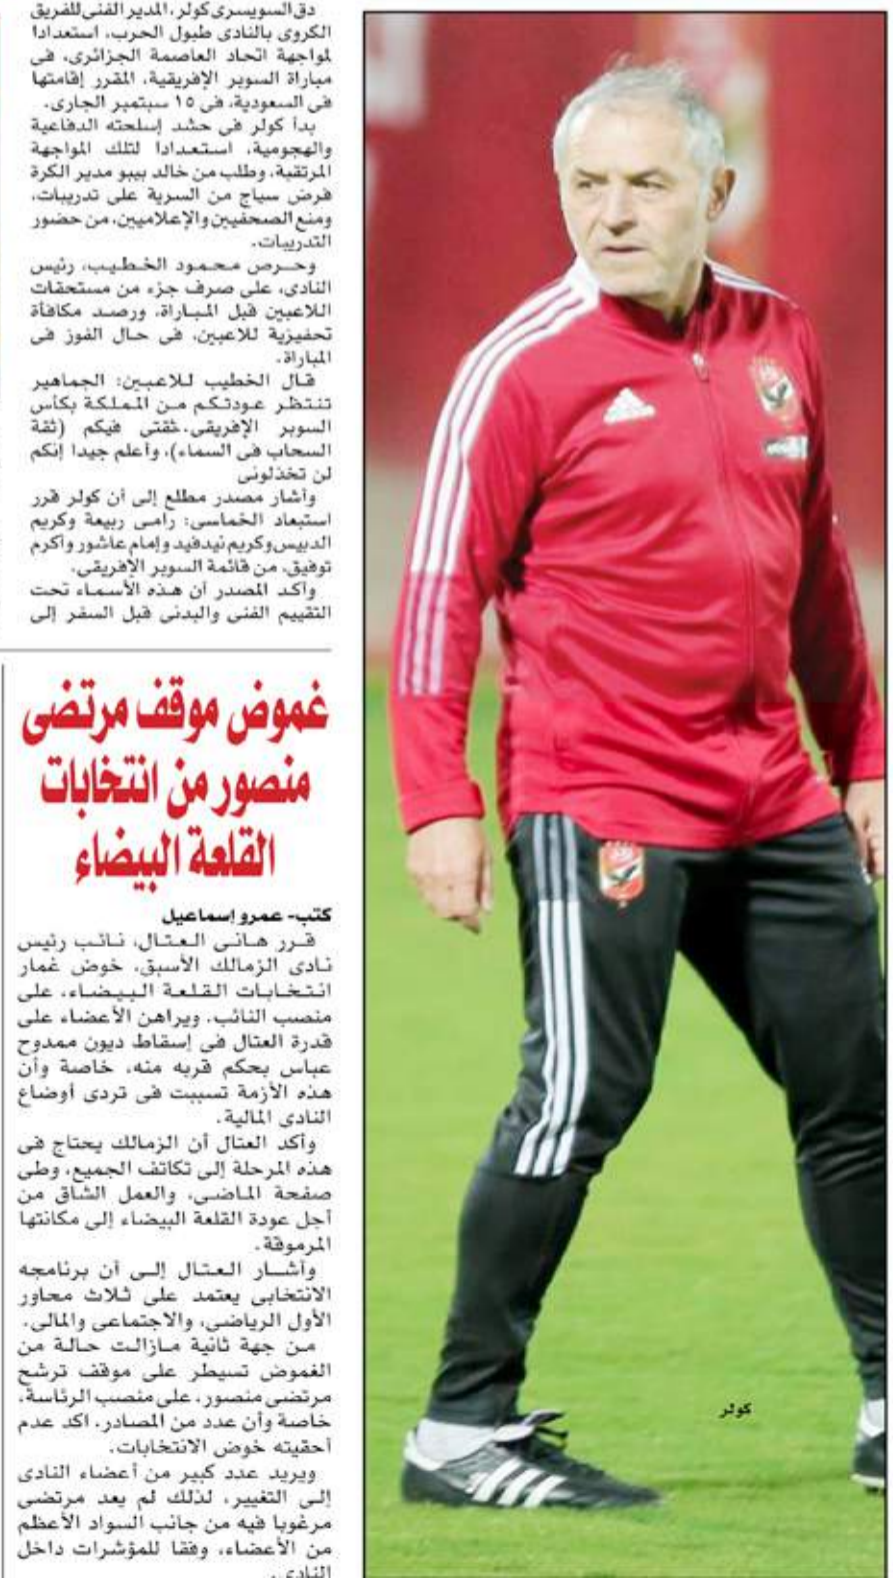 دق السويسرى كولر، المدير الفنى للفريق
الكروى بالنادى طبول الحرب، استعدادا
لمواجهة اتحاد العاصمة الجزائرى، فى
مباراة السوبر الإفريقية، المقرر إقامتها
فى السعودية، فى ١٥ سبتمبر الجارى.
بدأ كولر فى حشد إسلحته الدفاعية
والهجومية، استعدادا لتلك المواجهة
المرتقبة، وطلب من خالد بيبو مدير الكرة
فرض سياج من السرية على تدريبات،
ومنع الصحفيين والإعلاميين، من حضور
التدريبات.
وحرص محمود الخطيب، رئيس
النادى، على صرف جزء من مستحقات
اللاعبين قبل المباراة، ورصد مكافأة
تحفيزية للاعبين، فى حال الفوز فى
المباراة.
قال الخطيب للاعبين: الجماهير
تنتظر عودتكم من المملكة بكأس
السوبر الإفريقى، ثقتى فيكم (ثقة
السحاب فى السماء)، وأعلم جيدا إنكم
لن تخذلونى
وأشار مصدر مطلع إلى أن كولر قرر
استبعاد الخماسى: رامى ربيعة وكريم
الدبيس وكريم نيدفيد وإمام عاشور وأكرم
توفيق، من قائمة السوبر الإفريقى.
وأكد المصدر أن هذه الأسماء تحت
التقييم الفنى والبدنى قبل السفر إلى
غموض موقف مرتضى
منصور من انتخابات
القلعة البيضاء
كتب- عمرو إسماعيل
قرر هانى العتال، نائب رئيس
نادى الزمالك الأسبق، خوض غمار
انتخابات القلعة البيضاء، على
منصب النائب، ويراهن الأعضاء على
قدرة العتال فى إسقاط ديون ممدوح
عباس بحكم قربه منه، خاصة وأن
هذه الأزمة تسببت فى تردى أوضاع
النادى المالية.
وأكد العتال أن الزمالك يحتاج فى
هذه المرحلة إلى تكاتف الجميع، وطى
صفحة الماضى، والعمل الشاق من
أجل عودة القلعة البيضاء إلى مكانتها
المرموقة.
وأشار العتال إلى أن برنامجه
الانتخابى يعتمد على ثلاث محاور
الأول الرياضى، والاجتماعى والمالى.
من جهة ثانية مازالت حالة من
الغموض تسيطر على موقف ترشح
مرتضى منصور، على منصب الرئاسة،
خاصة وأن عدد من المصادر، اكد عدم
أحقيته خوض الانتخابات.
ويريد عدد كبير من أعضاء النادى
إلى التغيير، لذلك لم يعد مرتضى
مرغوبا فيه من جانب السواد الأعظم
من الأعضاء، وفقا للمؤشرات داخل
النادى.
كولر